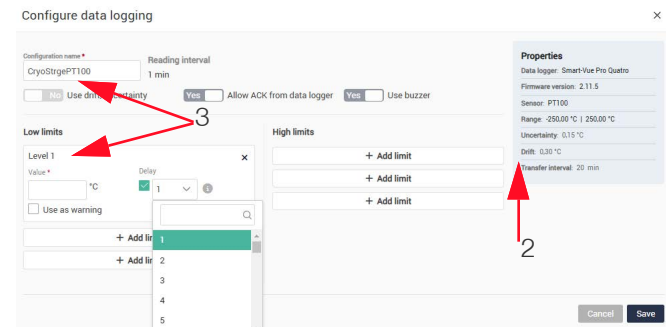 Configure data logging ×
Configuration name *
CryoStrgePT100
Reading interval
1 min
No Use drift uncertainty Yes Allow ACK from data logger Yes Use buzzer
3
Low limits
Level 1 ×
Value * Delay
°C 1 i
Use as warning
+ Add lim
+ Add lim
1
2
3
4
5
High limits
+ Add limit
+ Add limit
+ Add limit
Properties
Data logger: Smart-Vue Pro Quatro
Firmware version: 2.11.5
Sensor: PT100
Range: -250,00 °C | 250,00 °C
Uncertainty: 0,15 °C
Drift: 0,30 °C
Transfer interval: 20 min
2
Cancel Save